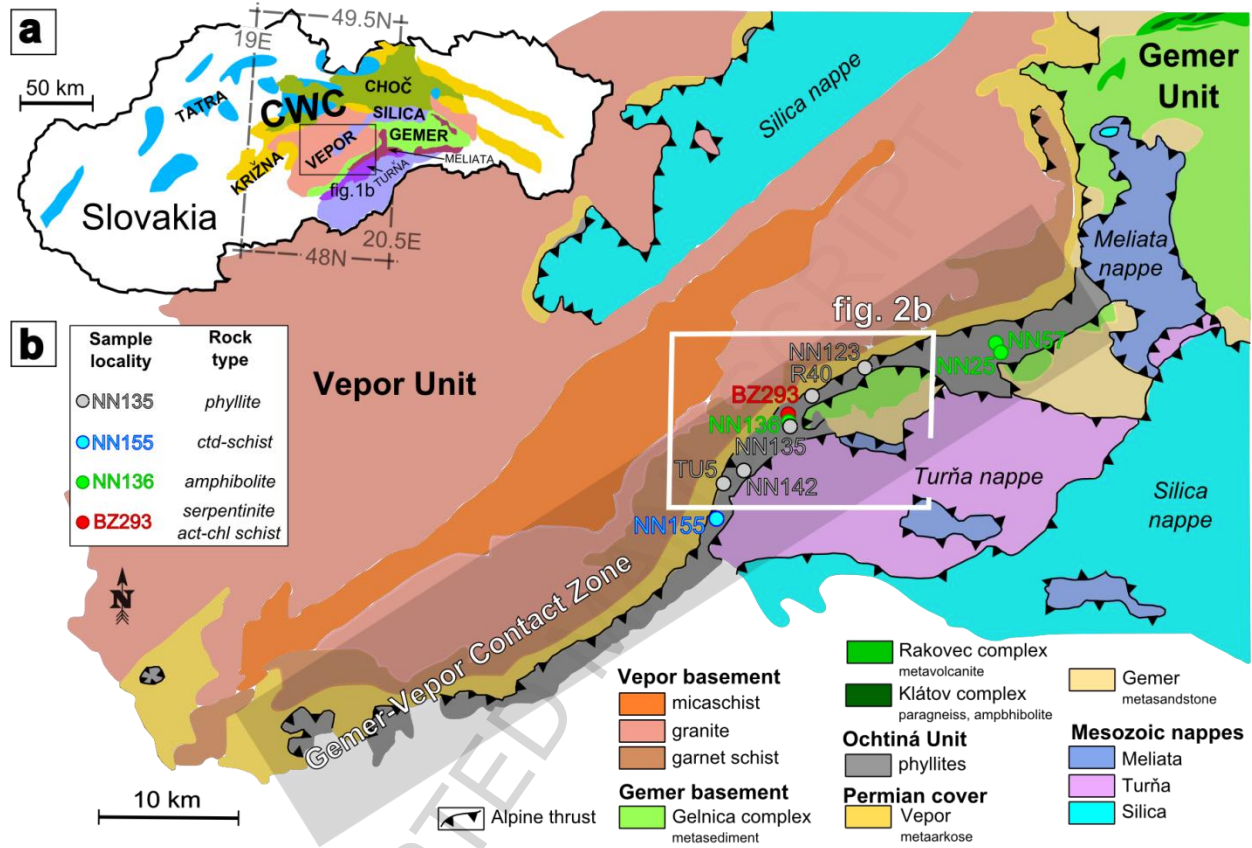 a
49.5N
19E
50 km
TATRA
CWC
CHOČ
SILICA
GEMER
VEPOR
KRIŽNA
MELIATA
TURŇA
fig.1b
Slovakia
20.5E
48N
Silica nappe
Gemer
Unit
Meliata
nappe
b
Sample
locality
Rock
type
NN135
phyllite
NN155
ctd-schist
NN136
amphibolite
BZ293
serpentinite
act-chl schist
Vepor Unit
fig. 2b
NN123
R40
BZ293
NN136
NN135
TU5
NN142
NN155
NN57
NN25
Turňa nappe
Silica
nappe
N
Gemer-Vepor Contact Zone
10 km
Alpine thrust
Vepor basement
micaschist
granite
garnet schist
Gemer basement
Gelnica complex
metasediment
Rakovec complex
metavolcanite
Klátov complex
paragneiss, ampbhibolite
Ochtiná Unit
phyllites
Permian cover
Vepor
metaarkose
Gemer
metasandstone
Mesozoic nappes
Meliata
Turňa
Silica